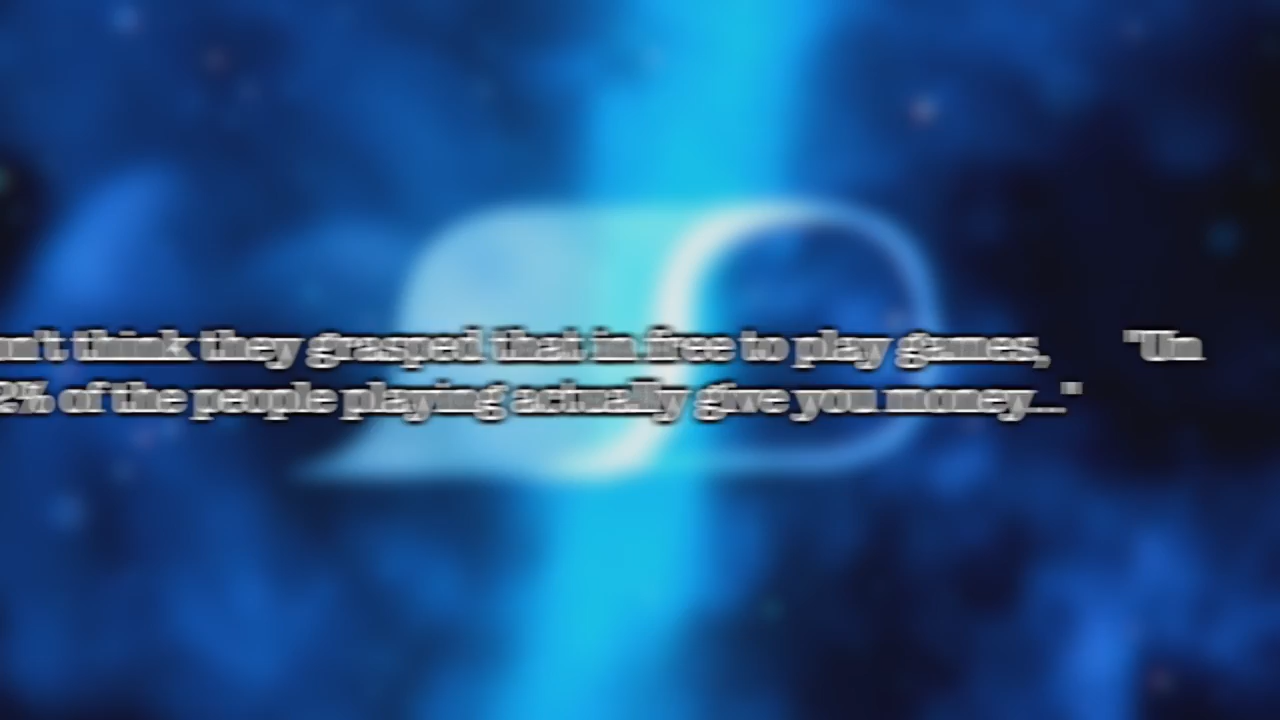 n't think they grasped that in free to play games, "Un
2% of the people playing actually give you money..."